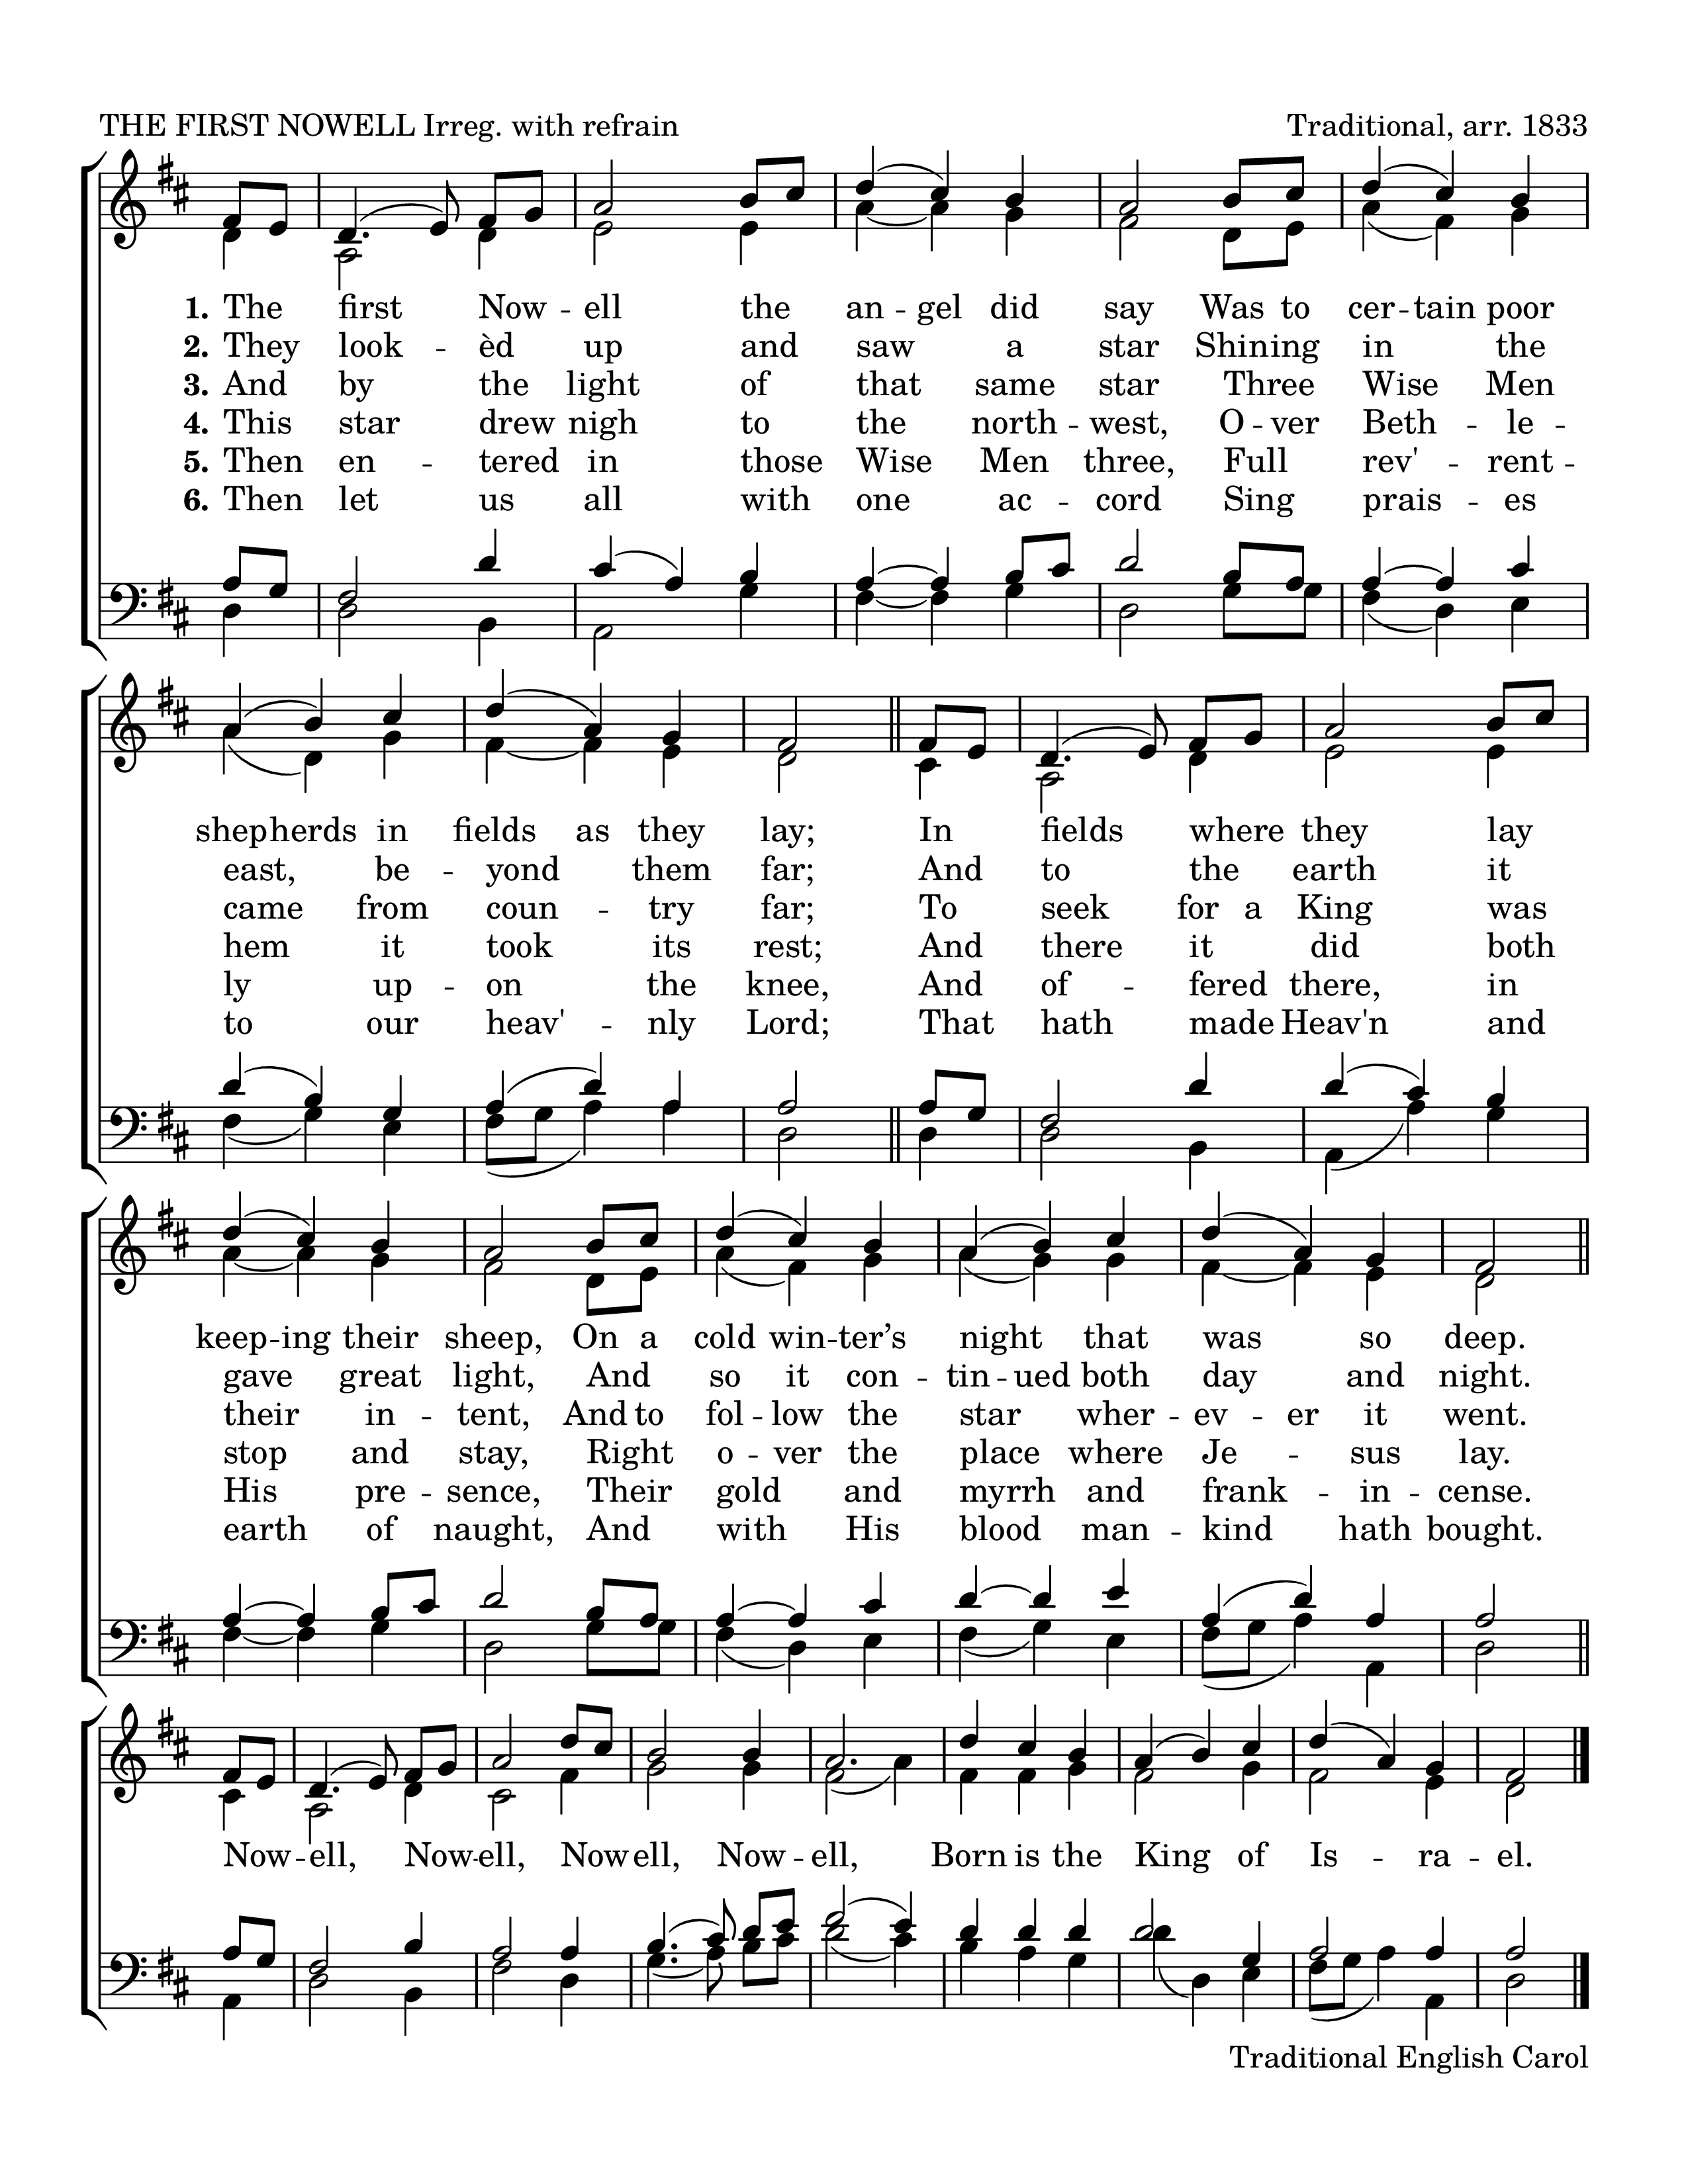 THE FIRST NOWELL Irreg. with refrain Traditional, arr. 1833
1. The first Now - ell the an - gel did say Was to cer - tain poor
2. They look - èd up and saw a star Shining in the
3. And by the light of that same star Three Wise Men
4. This star drew nigh to the north - west, O - ver Beth - le -
5. Then en - tered in those Wise Men three, Full rev' - rent -
6. Then let us all with one ac - cord Sing prais - es
shepherds in fields as they lay; In fields where they lay
east, be - yond them far; And to the earth it
came from coun - try far; To seek for a King was
hem it took its rest; And there it did both
ly up - on the knee, And of - fered there, in
to our heav' - nly Lord; That hath made Heav'n and
keep - ing their sheep, On a cold win - ter’s night that was so deep.
gave great light, And so it con - tin - ued both day and night.
their in - tent, And to fol - low the star wher - ev - er it went.
stop and stay, Right o - ver the place where Je - sus lay.
His pre - sence, Their gold and myrrh and frank - in - cense.
earth of naught, And with His blood man - kind hath bought.
Now - ell, Now - ell, Now ell, Now - ell, Born is the King of Is - ra - el.
Traditional English Carol